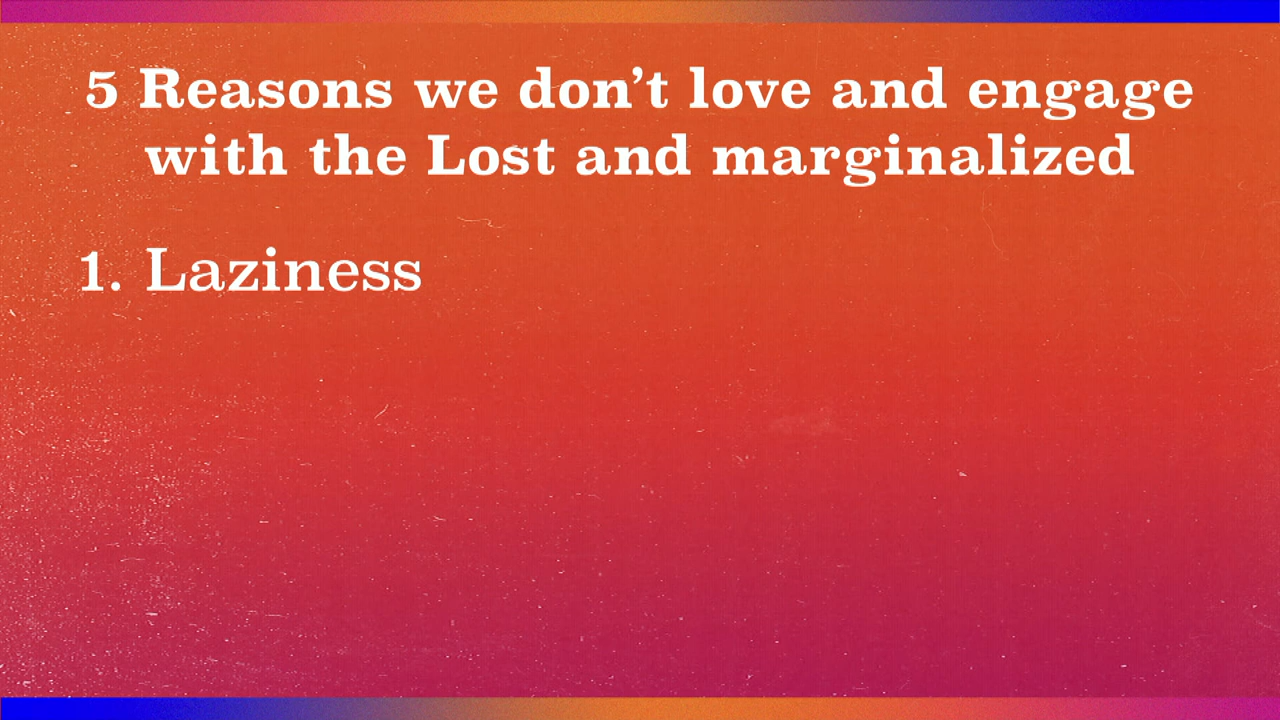 5 Reasons we don’t love and engage
with the Lost and marginalized
1. Laziness